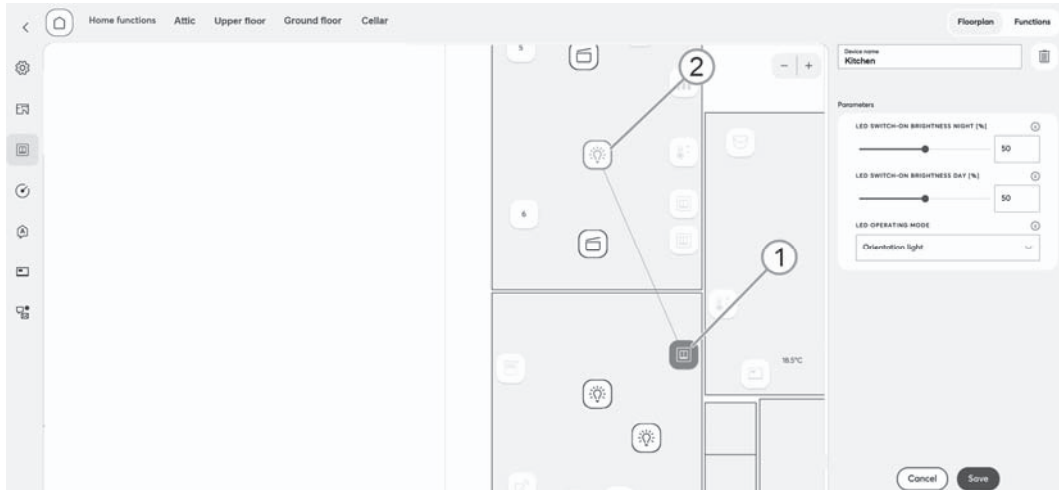 Home functions Attic Upper floor Ground floor Cellar
Floorplan Functions
Device name
Kitchen
Parameters
LED SWITCH-ON BRIGHTNESS NIGHT [%]
50
LED SWITCH-ON BRIGHTNESS DAY [%]
50
LED OPERATING MODE
Orientation light
5
2
- +
6
1
18.5°C
Cancel Save